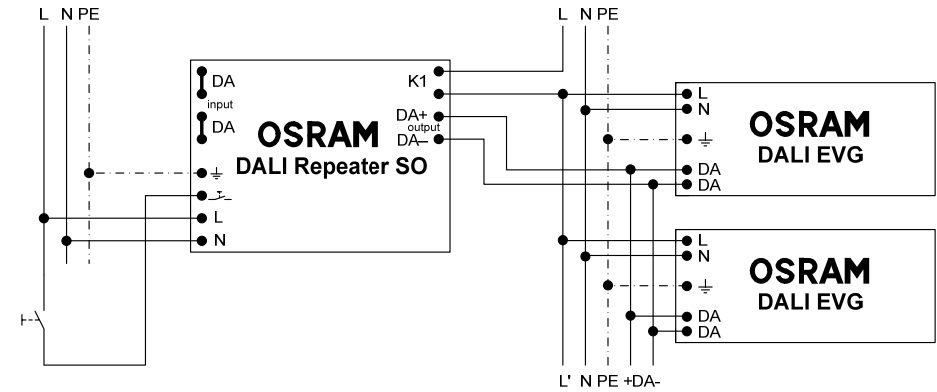 L N PE
L N PE
DA
input
DA
K1
DA+
output
DA–
OSRAM
DALI Repeater SO
L
N
L
N
OSRAM
DALI EVG
DA
DA
L
N
OSRAM
DALI EVG
DA
DA
L' N PE +DA-